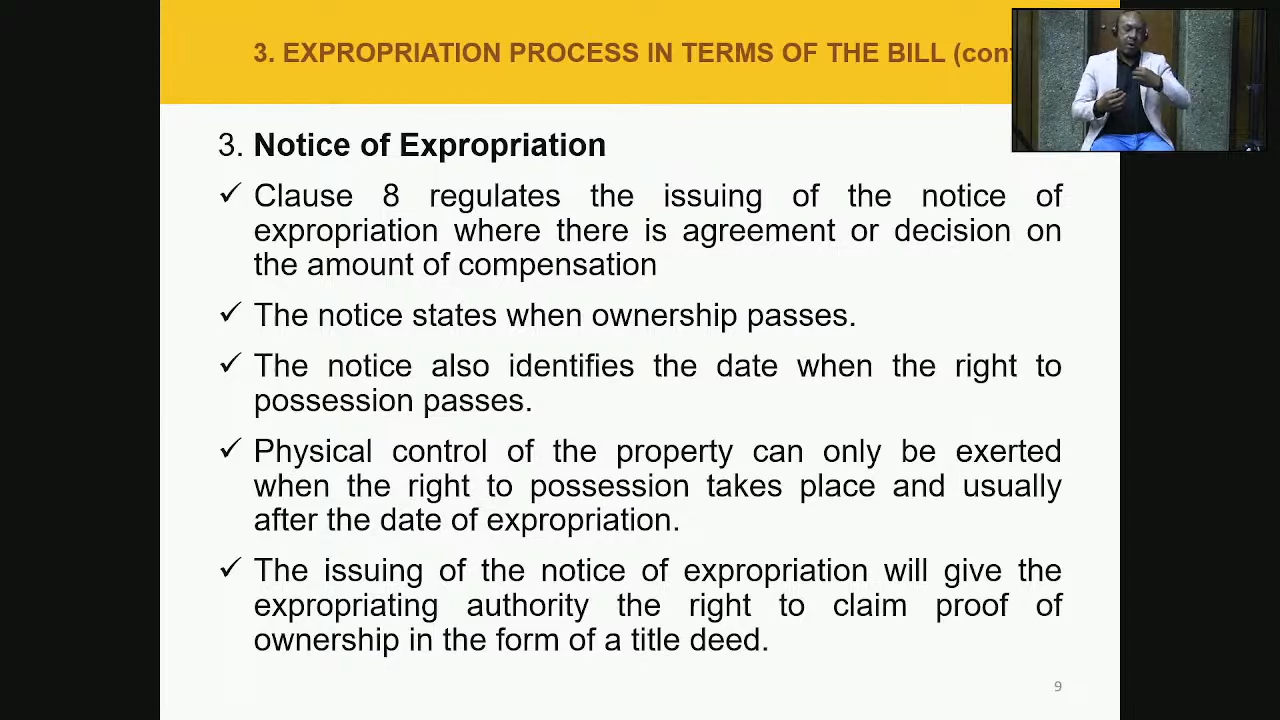 3. EXPROPRIATION PROCESS IN TERMS OF THE BILL (con
3. Notice of Expropriation
✓ Clause 8 regulates the issuing of the notice of
expropriation where there is agreement or decision on
the amount of compensation
✓ The notice states when ownership passes.
✓ The notice also identifies the date when the right to
possession passes.
✓ Physical control of the property can only be exerted
when the right to possession takes place and usually
after the date of expropriation.
✓ The issuing of the notice of expropriation will give the
expropriating authority the right to claim proof of
ownership in the form of a title deed.
9